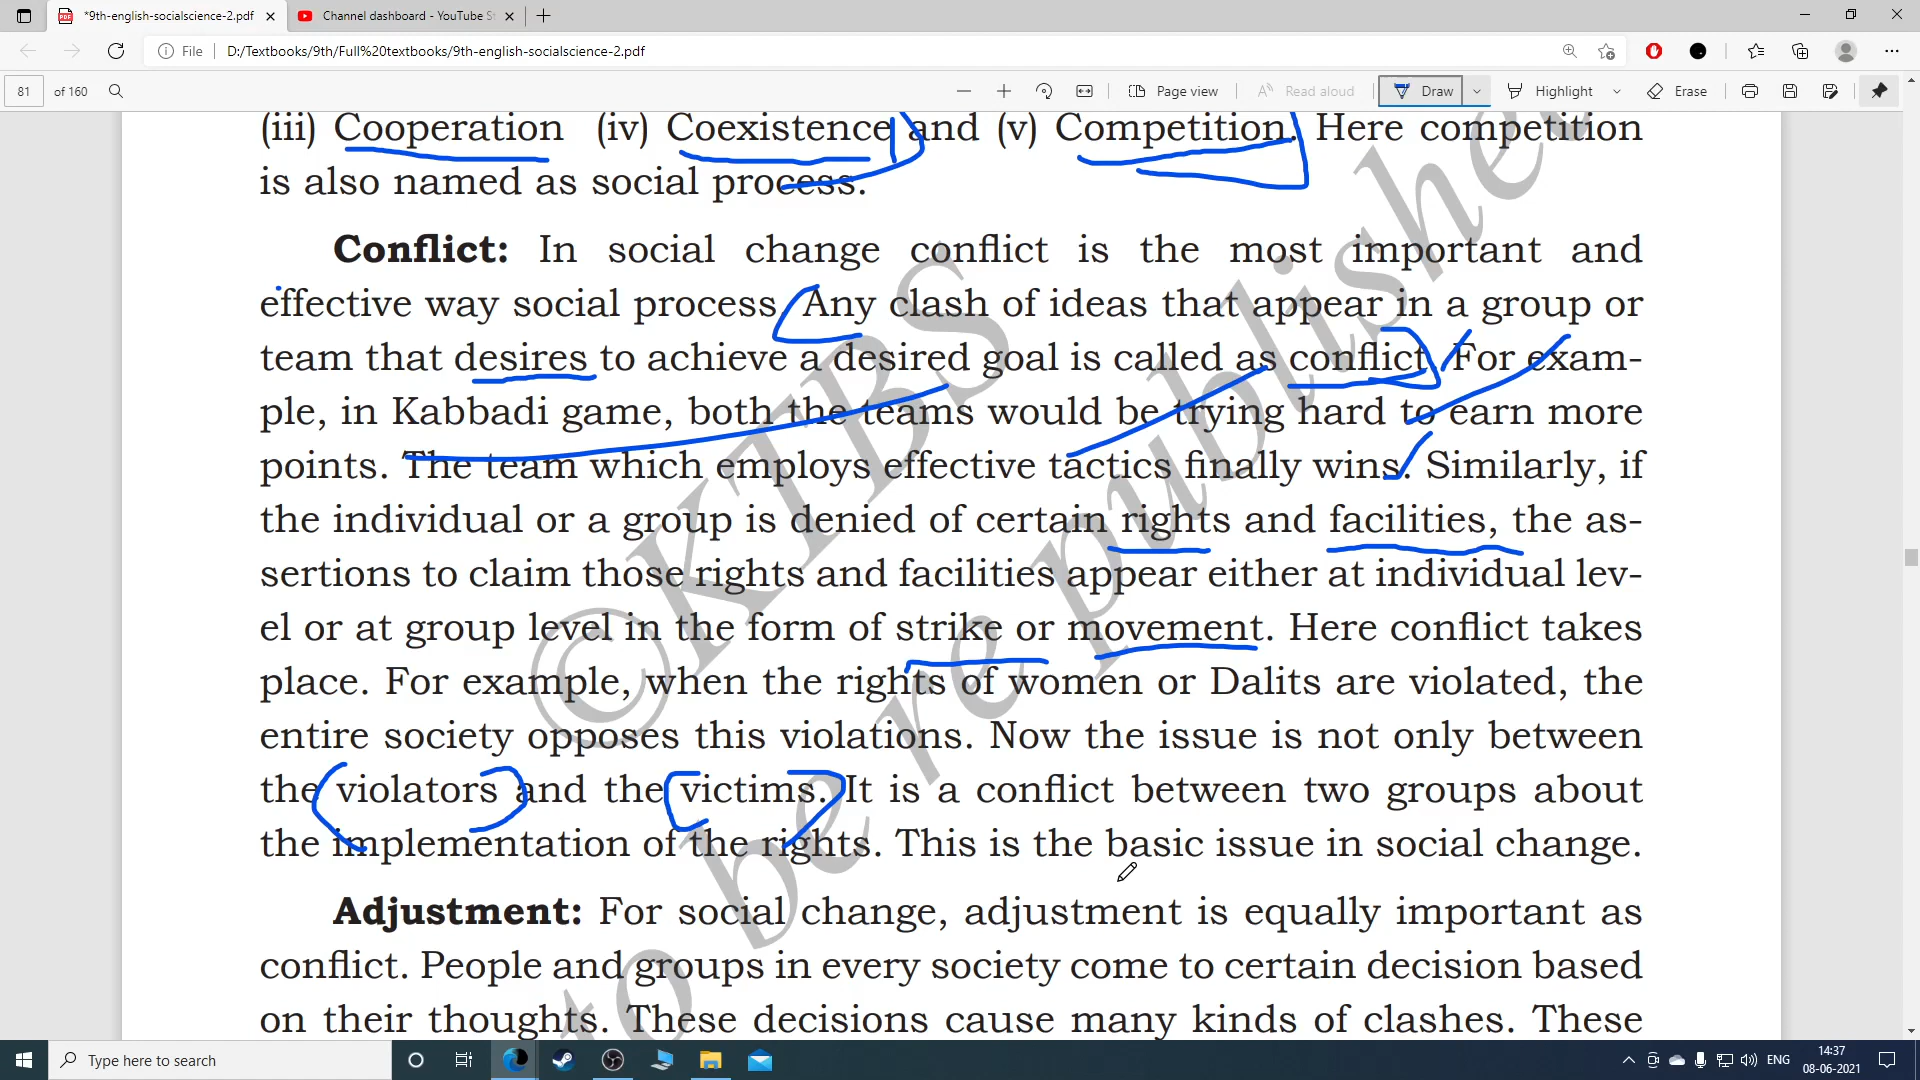 *9th-english-socialscience-2.pdf
Channel dashboard - YouTube S
File
D:/Textbooks/9th/Full%20textbooks/9th-english-socialscience-2.pdf
81 of 160
Page view
Read aloud
Draw
Highlight
Erase
(iii) Cooperation (iv) Coexistence and (v) Competition. Here competition
is also named as social process.
Conflict: In social change conflict is the most important and
effective way social process. Any clash of ideas that appear in a group or
team that desires to achieve a desired goal is called as conflict. For exam-
ple, in Kabbadi game, both the teams would be trying hard to earn more
points. The team which employs effective tactics finally wins. Similarly, if
the individual or a group is denied of certain rights and facilities, the as-
sertions to claim those rights and facilities appear either at individual lev-
el or at group level in the form of strike or movement. Here conflict takes
place. For example, when the rights of women or Dalits are violated, the
entire society opposes this violations. Now the issue is not only between
the violators and the victims. It is a conflict between two groups about
the implementation of the rights. This is the basic issue in social change.
Adjustment: For social change, adjustment is equally important as
conflict. People and groups in every society come to certain decision based
on their thoughts. These decisions cause many kinds of clashes. These
©KTBS
to be re published
Type here to search
ENG
14:37
08-06-2021